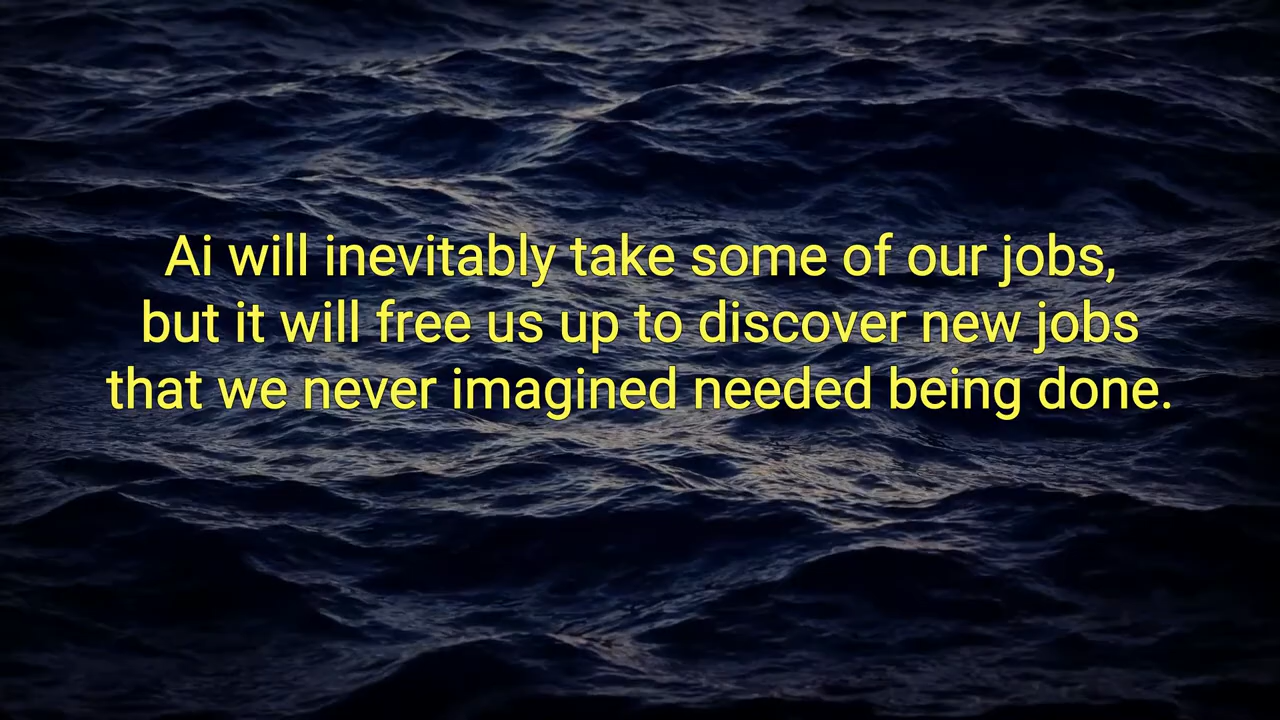 Ai will inevitably take some of our jobs,
but it will free us up to discover new jobs
that we never imagined needed being done.